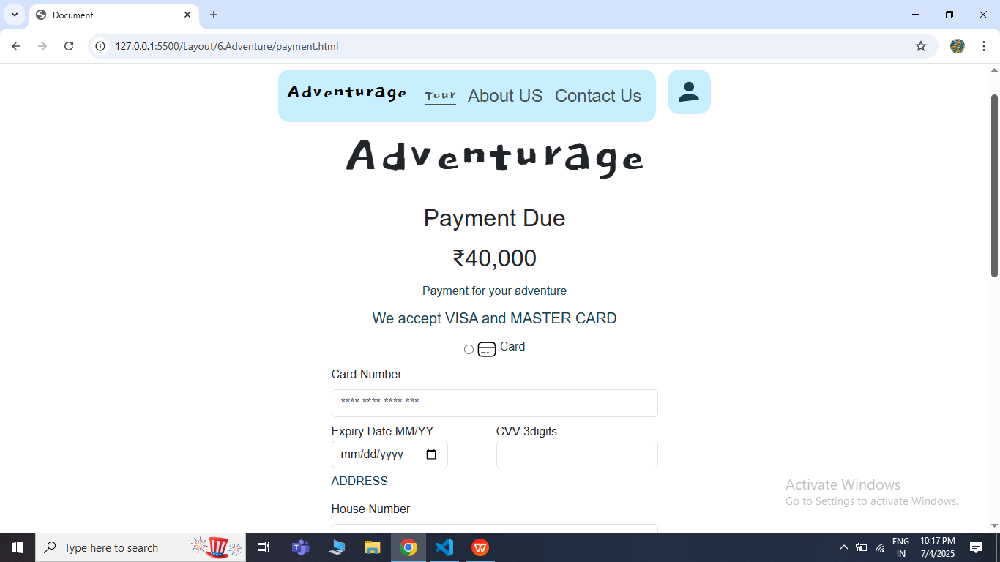 Document
127.0.0.1:5500/Layout/6.Adventure/payment.html
Adventurage Tour About US Contact Us
Adventurage
Payment Due
₹40,000
Payment for your adventure
We accept VISA and MASTER CARD
Card
Card Number
**** **** **** ***
Expiry Date MM/YY CVV 3digits
mm/dd/yyyy
ADDRESS
House Number
Activate Windows
Go to Settings to activate Windows.
Type here to search
ENG 10:17 PM
IN 7/4/2025